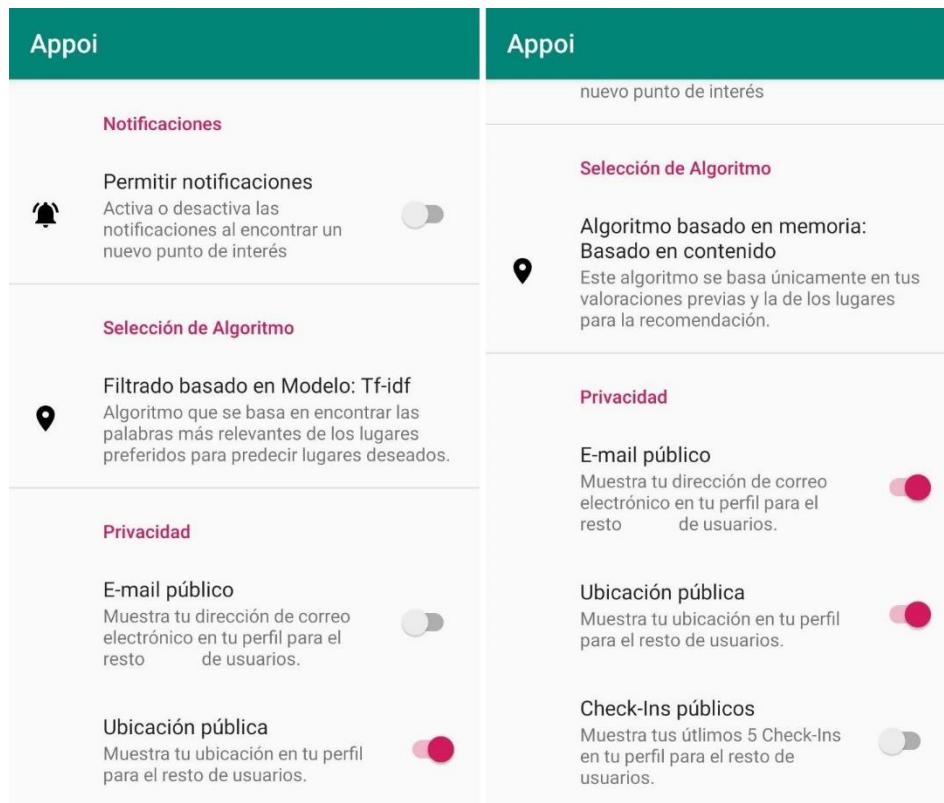 Appoi
Notificaciones
Permitir notificaciones
Activa o desactiva las
notificaciones al encontrar un
nuevo punto de interés
Selección de Algoritmo
Filtrado basado en Modelo: Tf-idf
Algoritmo que se basa en encontrar las
palabras más relevantes de los lugares
preferidos para predecir lugares deseados.
Privacidad
E-mail público
Muestra tu dirección de correo
electrónico en tu perfil para el
resto de usuarios.
Ubicación pública
Muestra tu ubicación en tu perfil
para el resto de usuarios.
Appoi
nuevo punto de interés
Selección de Algoritmo
Algoritmo basado en memoria:
Basado en contenido
Este algoritmo se basa únicamente en tus
valoraciones previas y la de los lugares
para la recomendación.
Privacidad
E-mail público
Muestra tu dirección de correo
electrónico en tu perfil para el
resto de usuarios.
Ubicación pública
Muestra tu ubicación en tu perfil
para el resto de usuarios.
Check-Ins públicos
Muestra tus útlimos 5 Check-Ins
en tu perfil para el resto de
usuarios.